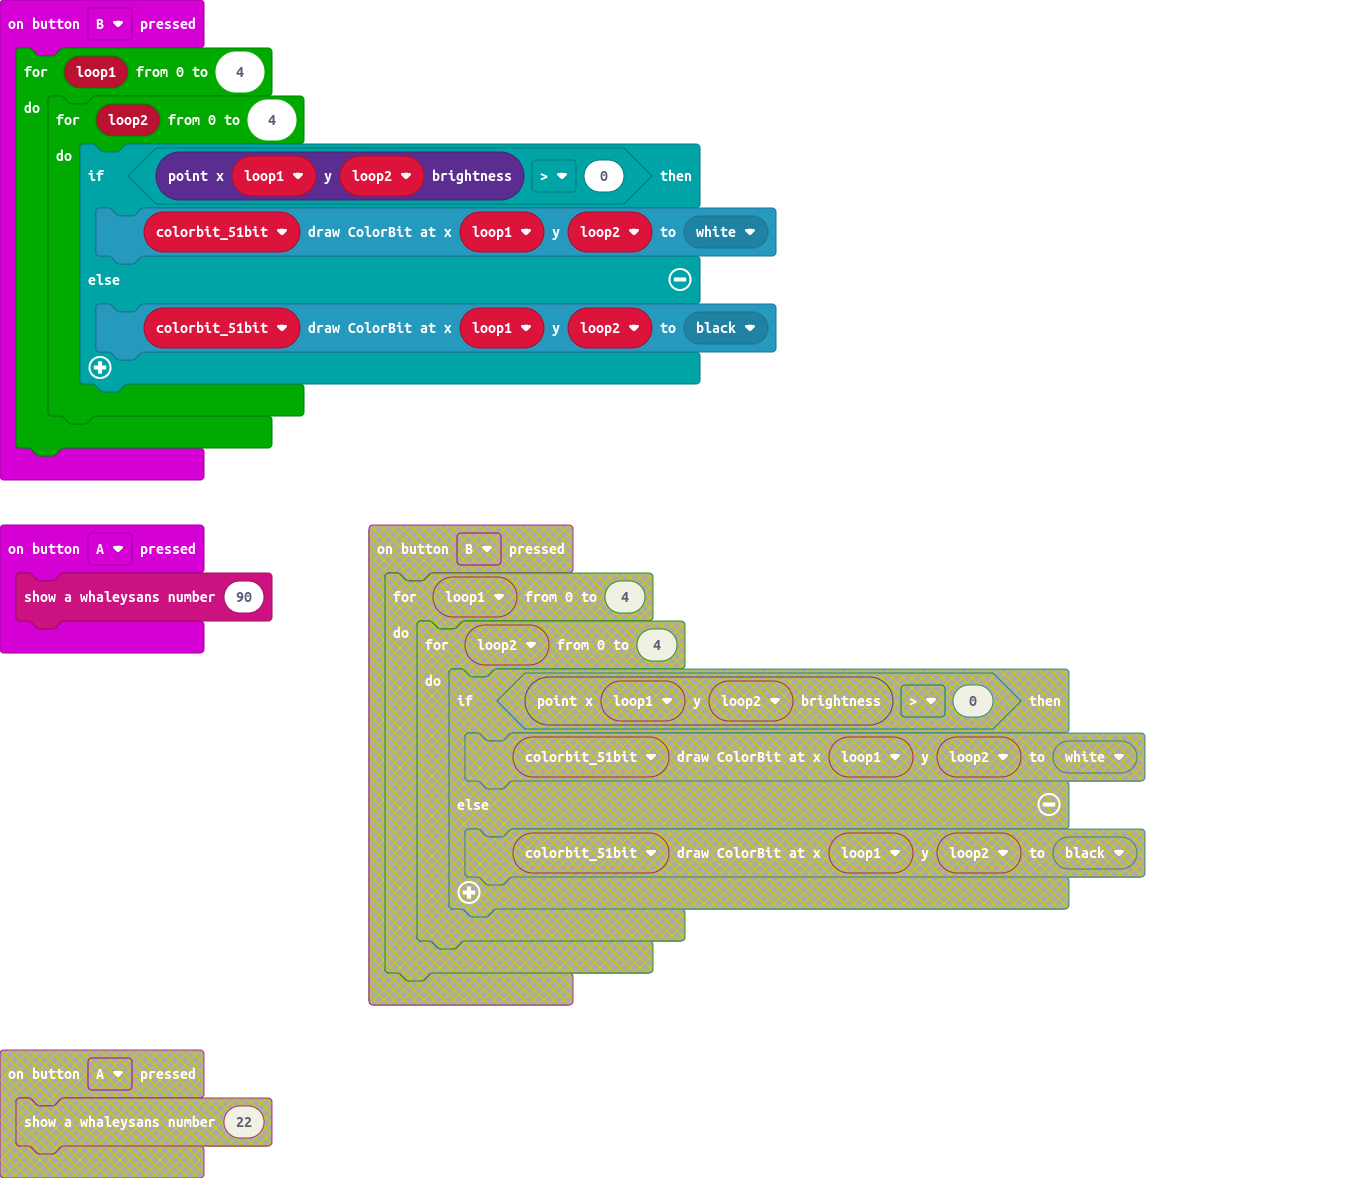 on button B pressed
for loop1 from 0 to 4
do for loop2 from 0 to 4
do if point x loop1 y loop2 brightness > 0 then
colorbit_51bit draw ColorBit at x loop1 y loop2 to white
else
colorbit_51bit draw ColorBit at x loop1 y loop2 to black
on button A pressed
show a whaleysans number 90
on button B pressed
for loop1 from 0 to 4
do for loop2 from 0 to 4
do if point x loop1 y loop2 brightness > 0 then
colorbit_51bit draw ColorBit at x loop1 y loop2 to white
else
colorbit_51bit draw ColorBit at x loop1 y loop2 to black
on button A pressed
show a whaleysans number 22